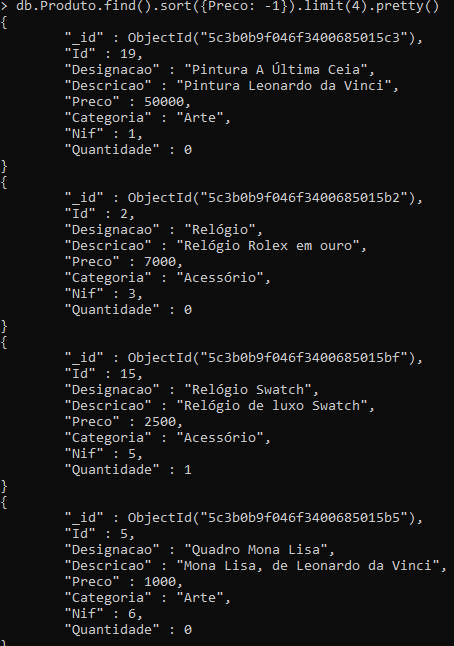 > db.Produto.find().sort({Preco: -1}).limit(4).pretty()
{
"_id" : ObjectId("5c3b0b9f046f3400685015c3"),
"Id" : 19,
"Designacao" : "Pintura A Última Ceia",
"Descricao" : "Pintura Leonardo da Vinci",
"Preco" : 50000,
"Categoria" : "Arte",
"Nif" : 1,
"Quantidade" : 0
}
{
"_id" : ObjectId("5c3b0b9f046f3400685015b2"),
"Id" : 2,
"Designacao" : "Relógio",
"Descricao" : "Relógio Rolex em ouro",
"Preco" : 7000,
"Categoria" : "Acessório",
"Nif" : 3,
"Quantidade" : 0
}
{
"_id" : ObjectId("5c3b0b9f046f3400685015bf"),
"Id" : 15,
"Designacao" : "Relógio Swatch",
"Descricao" : "Relógio de luxo Swatch",
"Preco" : 2500,
"Categoria" : "Acessório",
"Nif" : 5,
"Quantidade" : 1
}
{
"_id" : ObjectId("5c3b0b9f046f3400685015b5"),
"Id" : 5,
"Designacao" : "Quadro Mona Lisa",
"Descricao" : "Mona Lisa, de Leonardo da Vinci",
"Preco" : 1000,
"Categoria" : "Arte",
"Nif" : 6,
"Quantidade" : 0
}